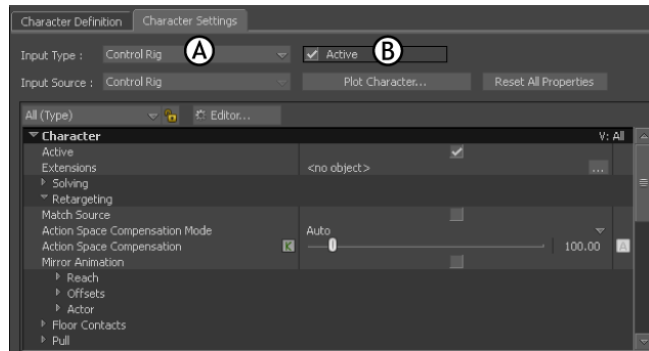 Character Definition Character Settings
Input Type : Control Rig A Active B
Input Source : Control Rig Plot Character... Reset All Properties
All (Type) Editor...
Character V: All
Active
Extensions <no object> ...
Solving
Retargeting
Match Source
Action Space Compensation Mode Auto
Action Space Compensation K 100.00 A
Mirror Animation
Reach
Offsets
Actor
Floor Contacts
Pull